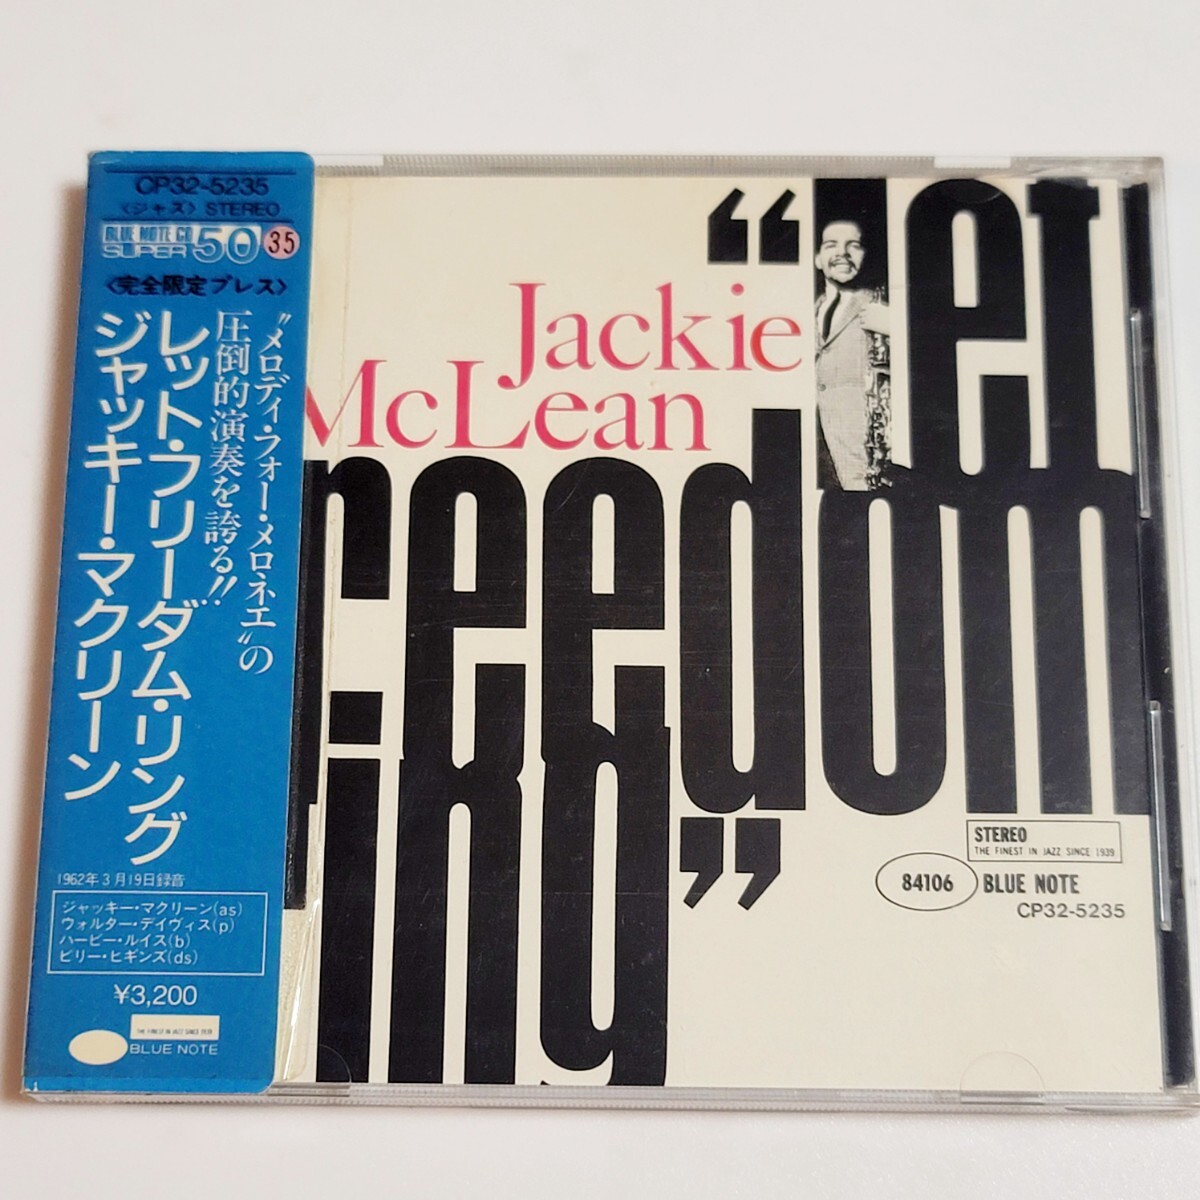 CP32-5235
〈ジャズ〉 STEREO
BLUE NOTE CD
SUPER 50
35
〈完全限定プレス〉
“メロディ・フォー・メロネエ”の
圧倒的演奏を誇る!!
レット・フリーダム・リング
ジャッキー・マクリーン
1962年3月19日録音
ジャッキー・マクリーン(as)
ウォルター・デイヴィス(p)
ハービー・ルイス(b)
ビリー・ヒギンズ(ds)
¥3,200
THE FINEST IN JAZZ SINCE 1939
BLUE NOTE
“let
Jackie
McLean
freedom
ring”
STEREO
THE FINEST IN JAZZ SINCE 1939
84106 BLUE NOTE
CP32-5235